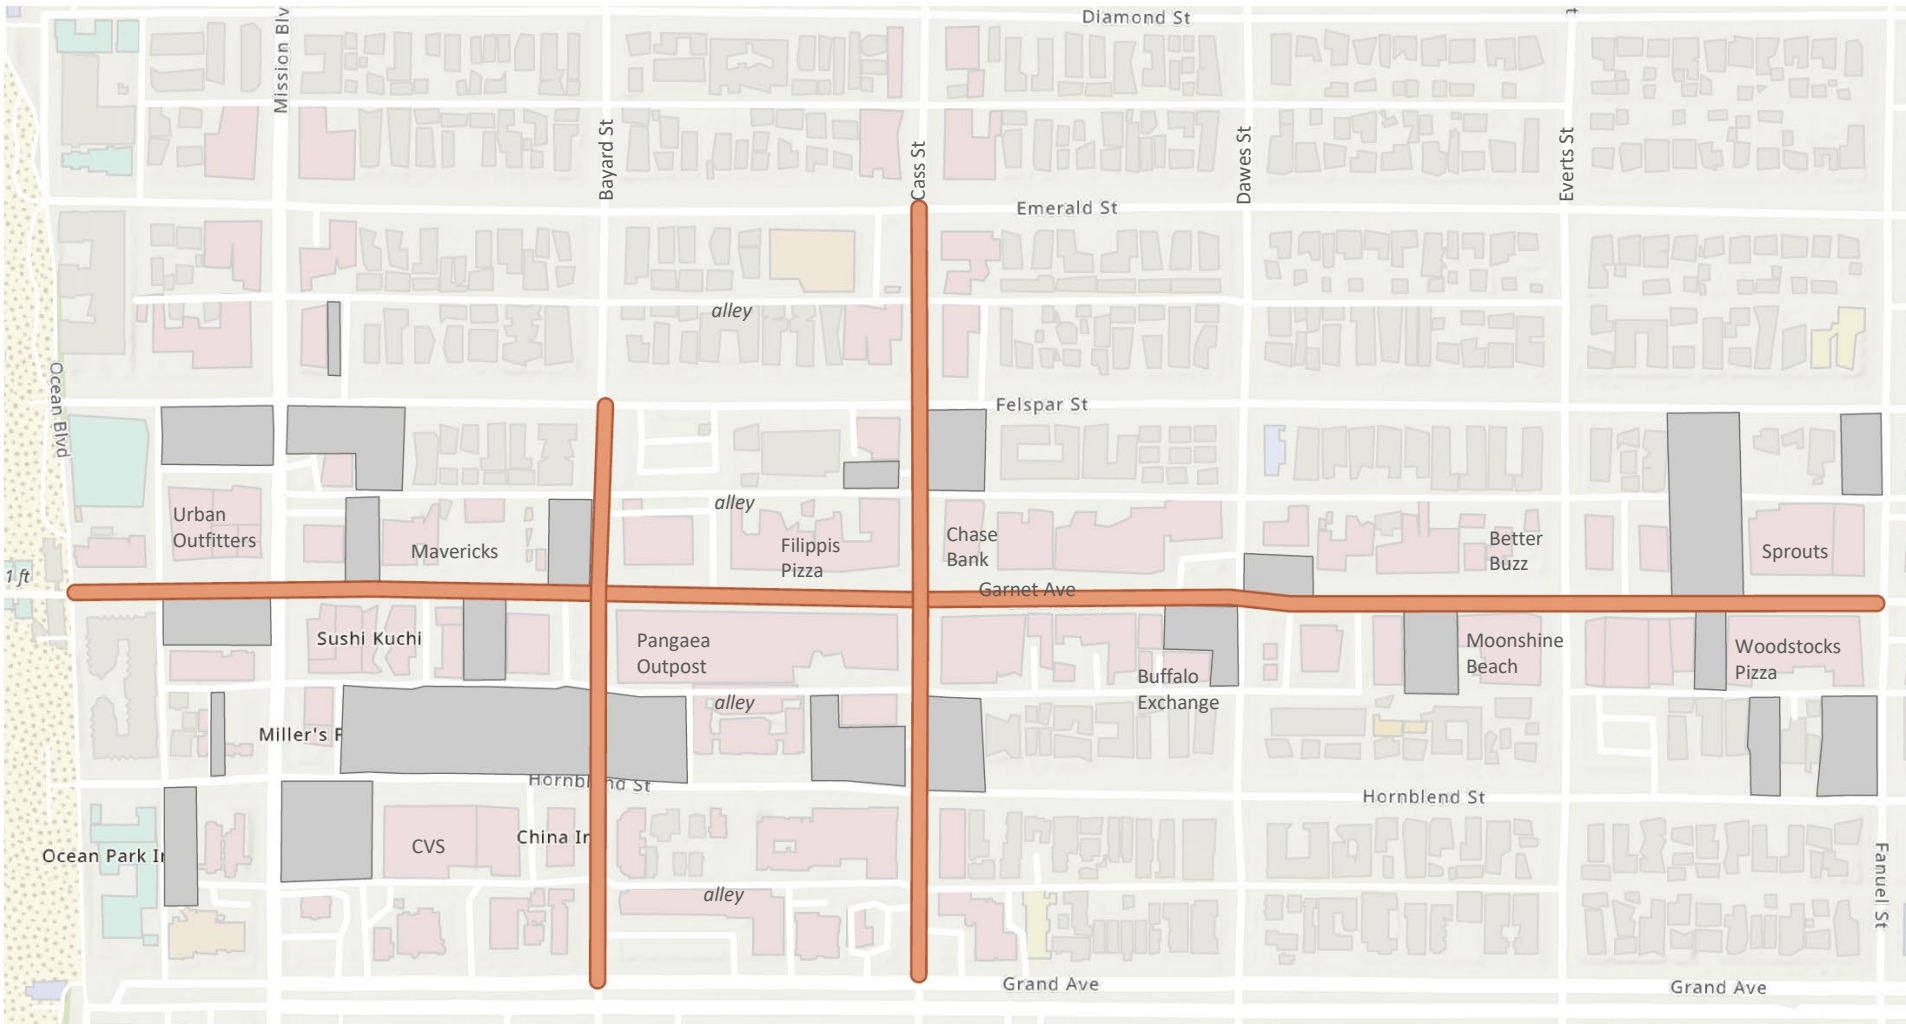 Diamond St
Mission Blv
Bayard St
Cass St
Dawes St
Everts St
Emerald St
alley
Ocean Blvd
Felspar St
alley
Urban
Outfitters
Mavericks
Filippis
Pizza
Chase
Bank
Better
Buzz
Sprouts
1 ft
Garnet Ave
Sushi Kuchi
Pangaea
Outpost
Buffalo
Exchange
Moonshine
Beach
Woodstocks
Pizza
alley
Miller's F
Hornblend St
Hornblend St
CVS
China In
Ocean Park In
alley
Fanuel St
Grand Ave
Grand Ave